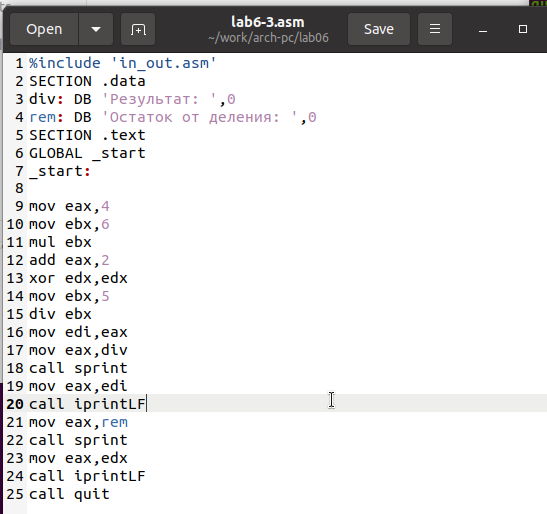 Open
lab6-3.asm
~/work/arch-pc/lab06
Save
1 %include 'in_out.asm'
2 SECTION .data
3 div: DB 'Результат: ',0
4 rem: DB 'Остаток от деления: ',0
5 SECTION .text
6 GLOBAL _start
7 _start:
8
9 mov eax,4
10 mov ebx,6
11 mul ebx
12 add eax,2
13 xor edx,edx
14 mov ebx,5
15 div ebx
16 mov edi,eax
17 mov eax,div
18 call sprint
19 mov eax,edi
20 call iprintLF
21 mov eax,rem
22 call sprint
23 mov eax,edx
24 call iprintLF
25 call quit